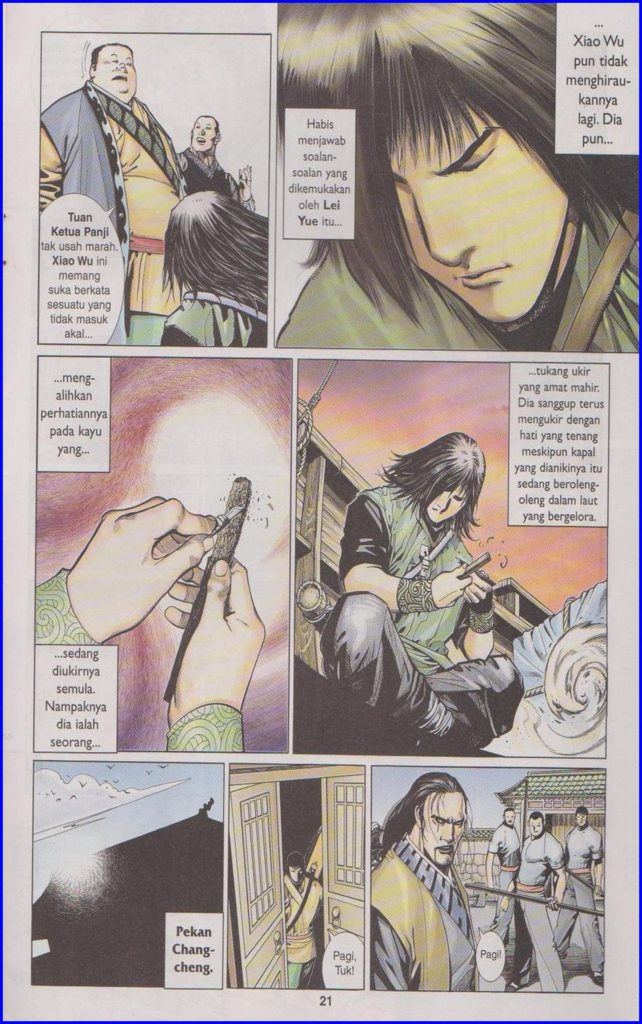 Tuan
Ketua Panji
tak usah marah.
Xiao Wu ini
memang
suka berkata
sesuatu yang
tidak masuk
akal...
Habis
menjawab
soalan-
soalan yang
dikemukakan
oleh Lei
Yue itu...
...
Xiao Wu
pun tidak
menghirau-
kannya
lagi. Dia
pun...
...meng-
alihkan
perhatiannya
pada kayu
yang...
...sedang
diukirnya
semula.
Nampaknya
dia ialah
seorang...
...tukang ukir
yang amat mahir.
Dia sanggup terus
mengukir dengan
hati yang tenang
meskipun kapal
yang dianikinya itu
sedang beroleng-
oleng dalam laut
yang bergelora.
Pekan
Chang-
cheng.
Pagi,
Tuk!
Pagi!
21